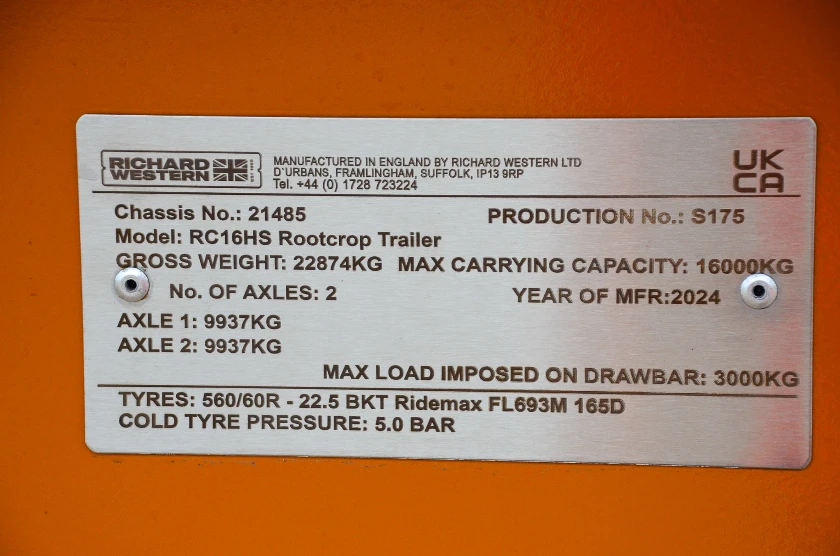 RICHARD WESTERN
MANUFACTURED IN ENGLAND BY RICHARD WESTERN LTD
D'URBANS, FRAMLINGHAM, SUFFOLK, IP13 9RP
Tel. +44 (0) 1728 723224
UK CA
Chassis No.: 21485 PRODUCTION No.: S175
Model: RC16HS Rootcrop Trailer
GROSS WEIGHT: 22874KG MAX CARRYING CAPACITY: 16000KG
No. OF AXLES: 2 YEAR OF MFR:2024
AXLE 1: 9937KG
AXLE 2: 9937KG
MAX LOAD IMPOSED ON DRAWBAR: 3000KG
TYRES: 560/60R - 22.5 BKT Ridemax FL693M 165D
COLD TYRE PRESSURE: 5.0 BAR